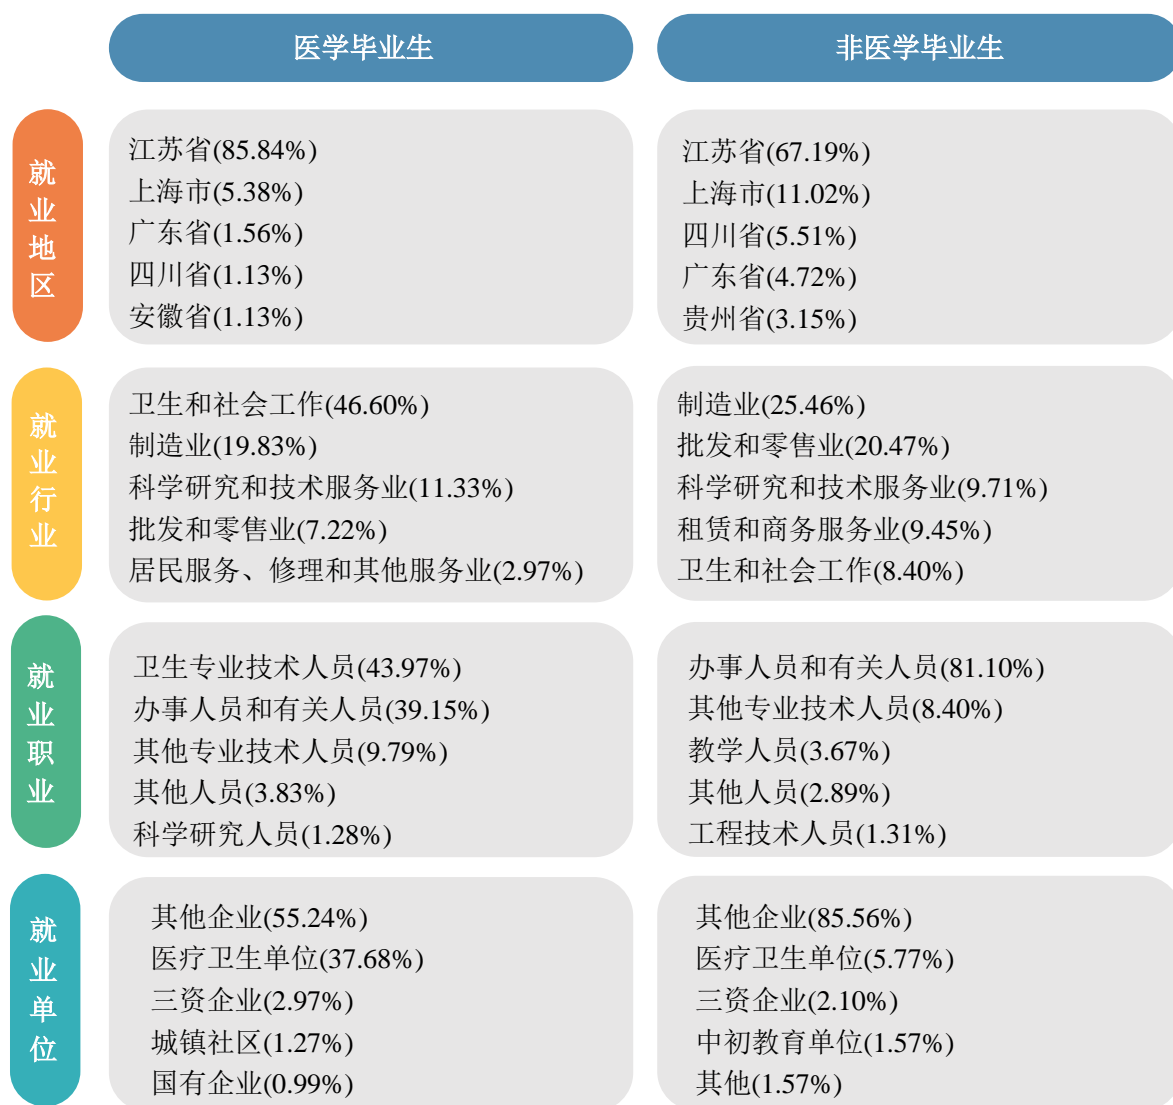 医学毕业生
非医学毕业生
就业地区
江苏省(85.84%)
上海市(5.38%)
广东省(1.56%)
四川省(1.13%)
安徽省(1.13%)
江苏省(67.19%)
上海市(11.02%)
四川省(5.51%)
广东省(4.72%)
贵州省(3.15%)
就业行业
卫生和社会工作(46.60%)
制造业(19.83%)
科学研究和技术服务业(11.33%)
批发和零售业(7.22%)
居民服务、修理和其他服务业(2.97%)
制造业(25.46%)
批发和零售业(20.47%)
科学研究和技术服务业(9.71%)
租赁和商务服务业(9.45%)
卫生和社会工作(8.40%)
就业职业
卫生专业技术人员(43.97%)
办事人员和有关人员(39.15%)
其他专业技术人员(9.79%)
其他人员(3.83%)
科学研究人员(1.28%)
办事人员和有关人员(81.10%)
其他专业技术人员(8.40%)
教学人员(3.67%)
其他人员(2.89%)
工程技术人员(1.31%)
就业单位
其他企业(55.24%)
医疗卫生单位(37.68%)
三资企业(2.97%)
城镇社区(1.27%)
国有企业(0.99%)
其他企业(85.56%)
医疗卫生单位(5.77%)
三资企业(2.10%)
中初教育单位(1.57%)
其他(1.57%)